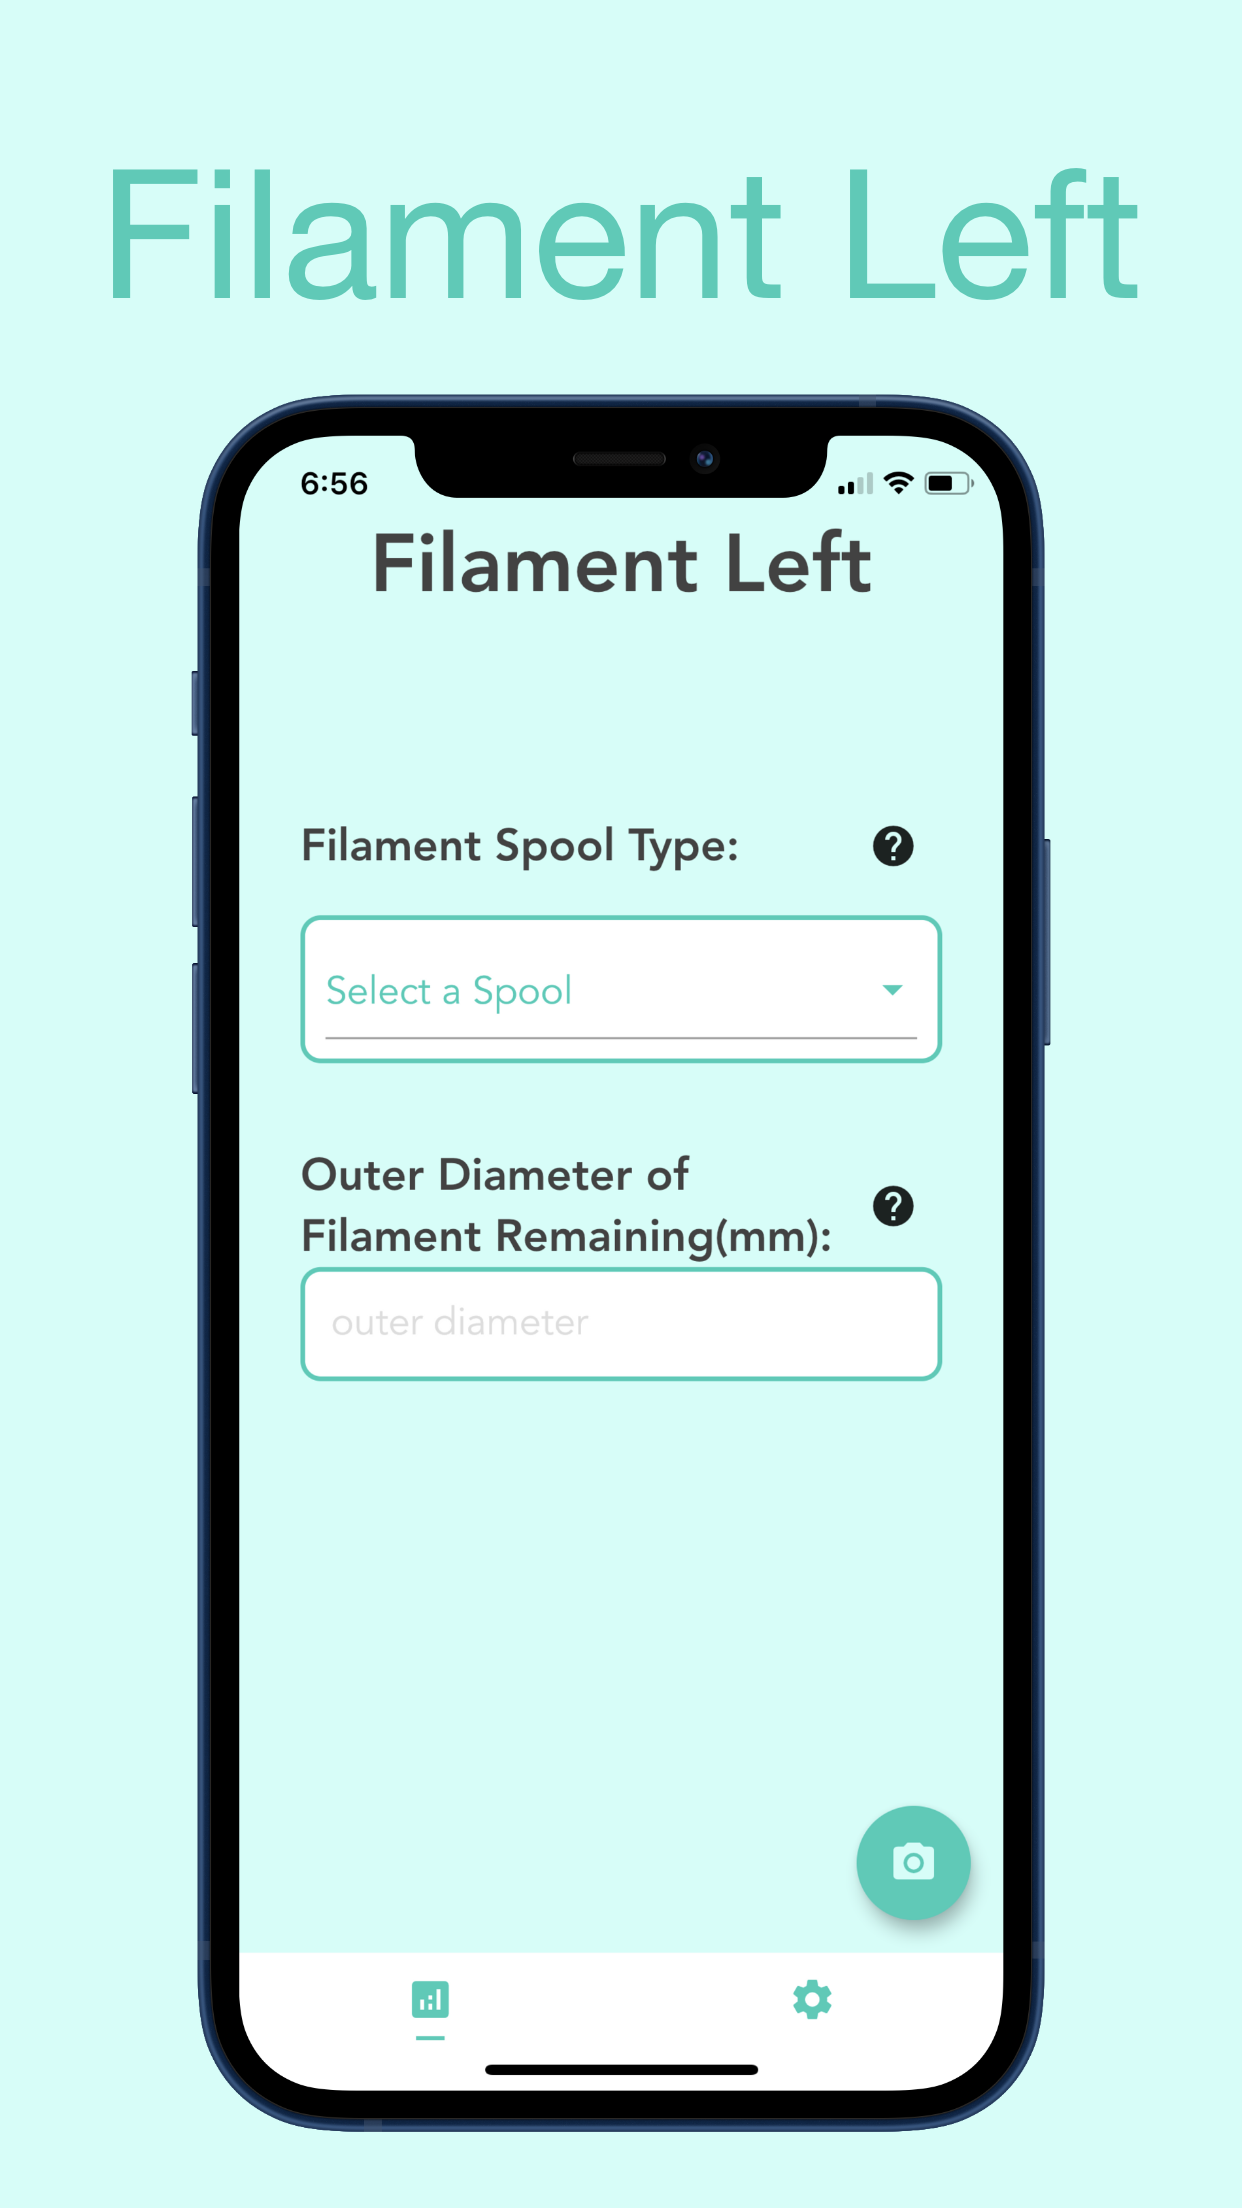 Filament Left
6:56
Filament Left
Filament Spool Type:
Select a Spool
Outer Diameter of
Filament Remaining(mm):
outer diameter